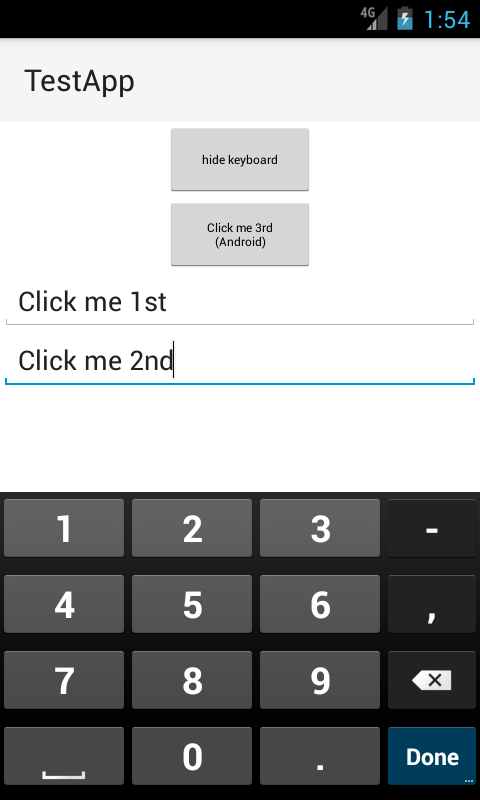 4G 1:54
TestApp
hide keyboard
Click me 3rd
(Android)
Click me 1st
Click me 2nd
1 2 3 -
4 5 6 ,
7 8 9
0 . Done
...